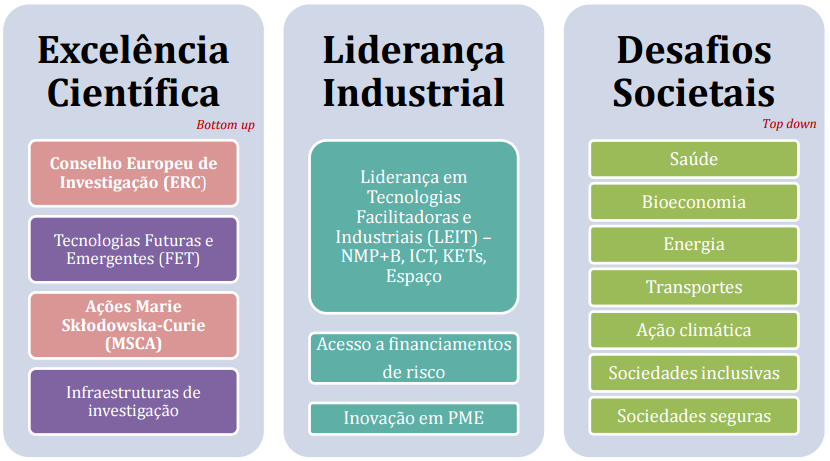 Excelência
Científica
Bottom up
Conselho Europeu de
Investigação (ERC)
Tecnologias Futuras e
Emergentes (FET)
Ações Marie
Skłodowska-Curie
(MSCA)
Infraestruturas de
investigação
Liderança
Industrial
Liderança em
Tecnologias
Facilitadoras e
Industriais (LEIT) –
NMP+B, ICT, KETs,
Espaço
Acesso a financiamentos
de risco
Inovação em PME
Desafios
Societais
Top down
Saúde
Bioeconomia
Energia
Transportes
Ação climática
Sociedades inclusivas
Sociedades seguras